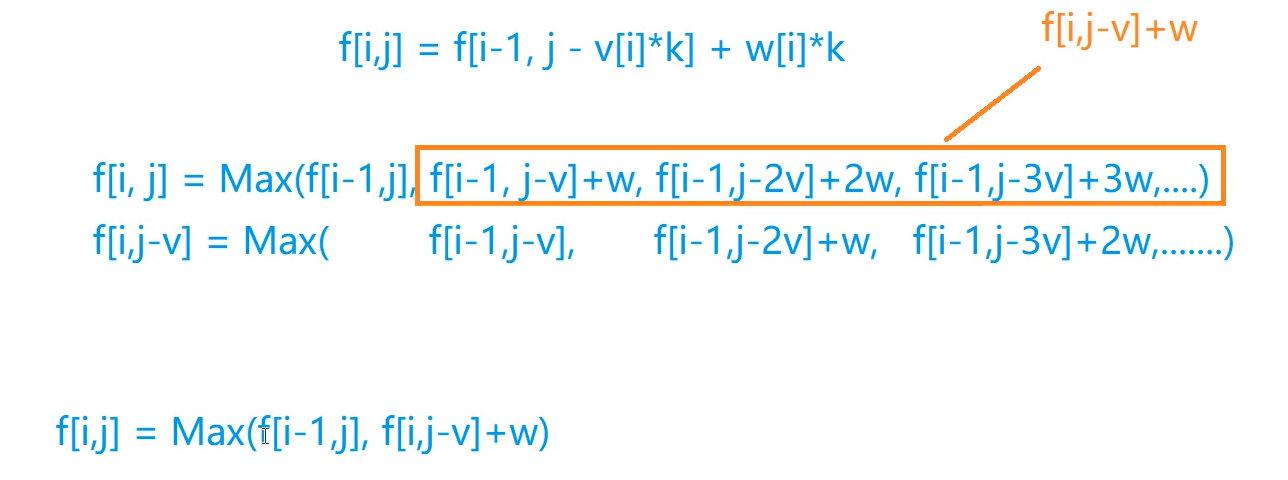 f[i,j] = f[i-1, j - v[i]*k] + w[i]*k
f[i,j-v]+w
f[i, j] = Max(f[i-1,j], f[i-1, j-v]+w, f[i-1,j-2v]+2w, f[i-1,j-3v]+3w,....)
f[i,j-v] = Max( f[i-1,j-v], f[i-1,j-2v]+w, f[i-1,j-3v]+2w,.......)
f[i,j] = Max(f[i-1,j], f[i,j-v]+w)